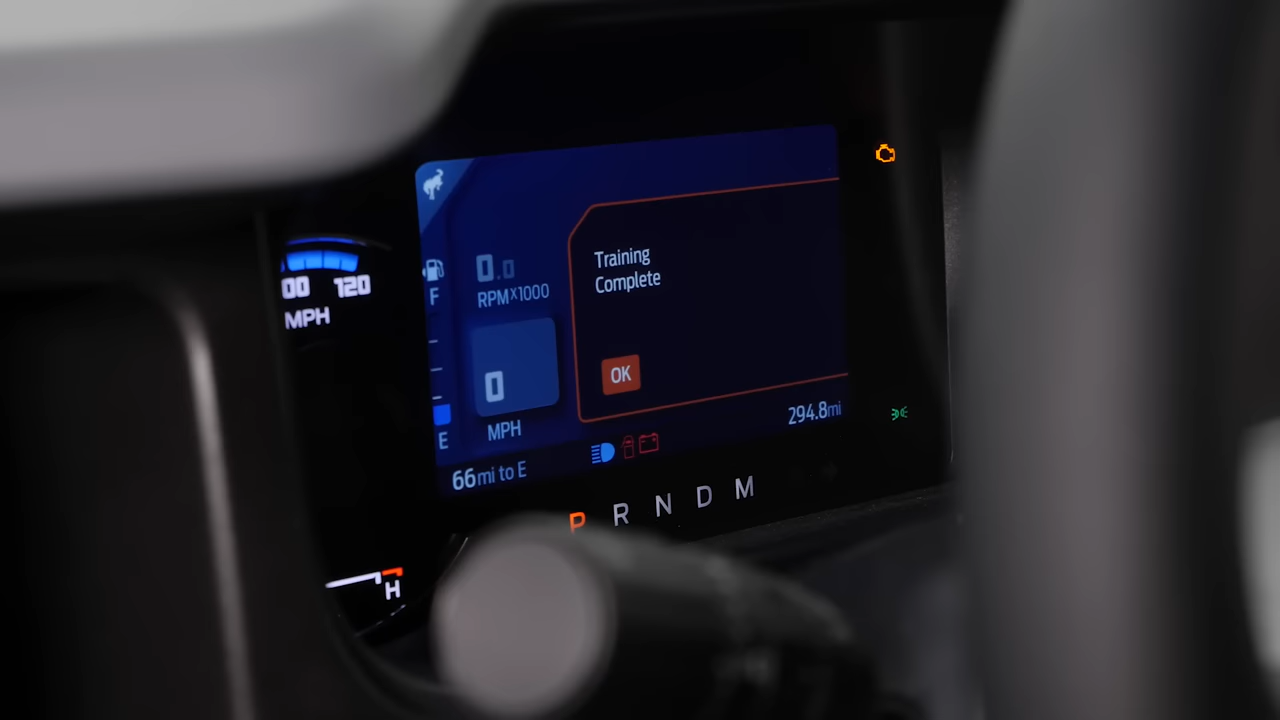 00 120
MPH
F
E
0.0
RPMx1000
0
MPH
66mi to E
Training
Complete
OK
294.8mi
P R N D M
H